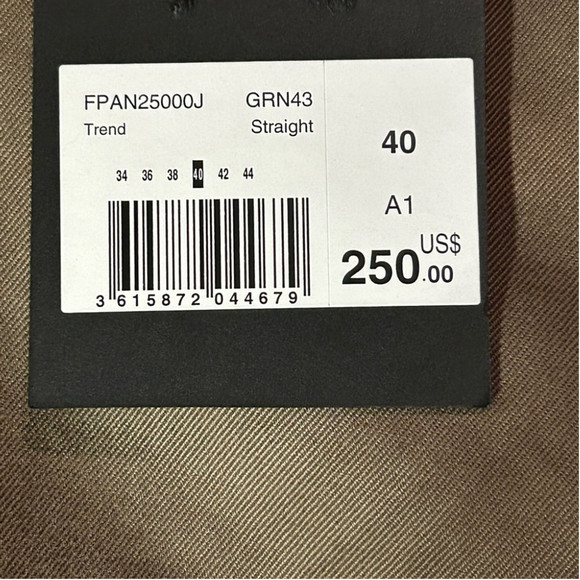 FPAN25000J GRN43
Trend Straight
34 36 38 40 42 44
3 615872 044679
40
A1
US$
250.00